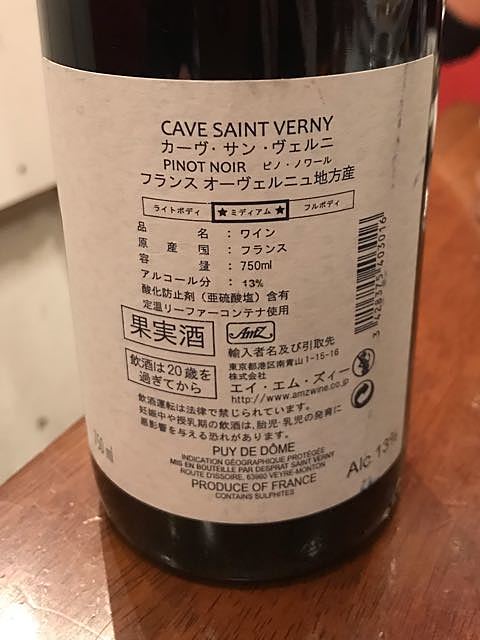 CAVE SAINT VERNY
カーヴ・サン・ヴェルニ
PINOT NOIR ピノ・ノワール
フランス オーヴェルニュ地方産
ライトボディ ★ミディアム★ フルボディ
品名：ワイン
原産国：フランス
容量：750ml
アルコール分：13%
酸化防止剤（亜硫酸塩）含有
定温リーファーコンテナ使用
果実酒
AmZ
飲酒は20歳を
過ぎてから
輸入者名及び引取先
東京都港区南青山1-15-16
株式会社
エイ・エム・ズィー
http://www.amzwine.co.jp
飲酒運転は法律で禁じられています。
妊娠中や授乳期の飲酒は、胎児・乳児の発育に
悪影響を与える恐れがあります。
3 428375 403016
PUY DE DÔME
INDICATION GÉOGRAPHIQUE PROTÉGÉE
MIS EN BOUTEILLE PAR DESPRAT SAINT VERNY
ROUTE D'ISSOIRE, 63960 VEYRE-MONTON
PRODUCE OF FRANCE
CONTAINS SULPHITES
750 ml
Alc 13%